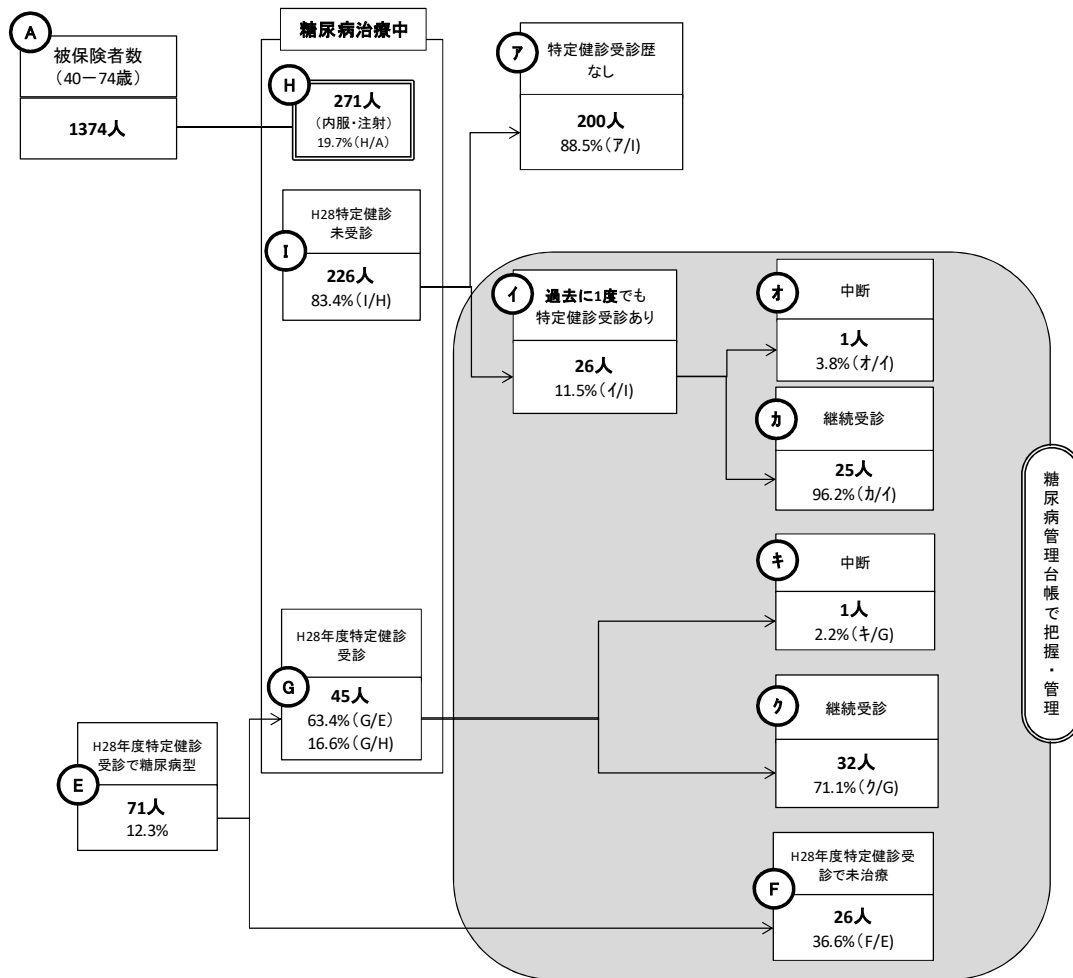 A
被保険者数
（40－74歳）
1374人
糖尿病治療中
H
271人
（内服・注射）
19.7%(H/A)
ア
特定健診受診歴
なし
200人
88.5%(ア/I)
I
H28特定健診
未受診
226人
83.4%(I/H)
イ
過去に1度でも
特定健診受診あり
26人
11.5%(イ/I)
オ
中断
1人
3.8%(オ/イ)
カ
継続受診
25人
96.2%(カ/イ)
キ
中断
1人
2.2%(キ/G)
G
H28年度特定健診
受診
45人
63.4%(G/E)
16.6%(G/H)
ク
継続受診
32人
71.1%(ク/G)
E
H28年度特定健診
受診で糖尿病型
71人
12.3%
F
H28年度特定健診受
診で未治療
26人
36.6%(F/E)
糖尿病管理台帳で把握・管理